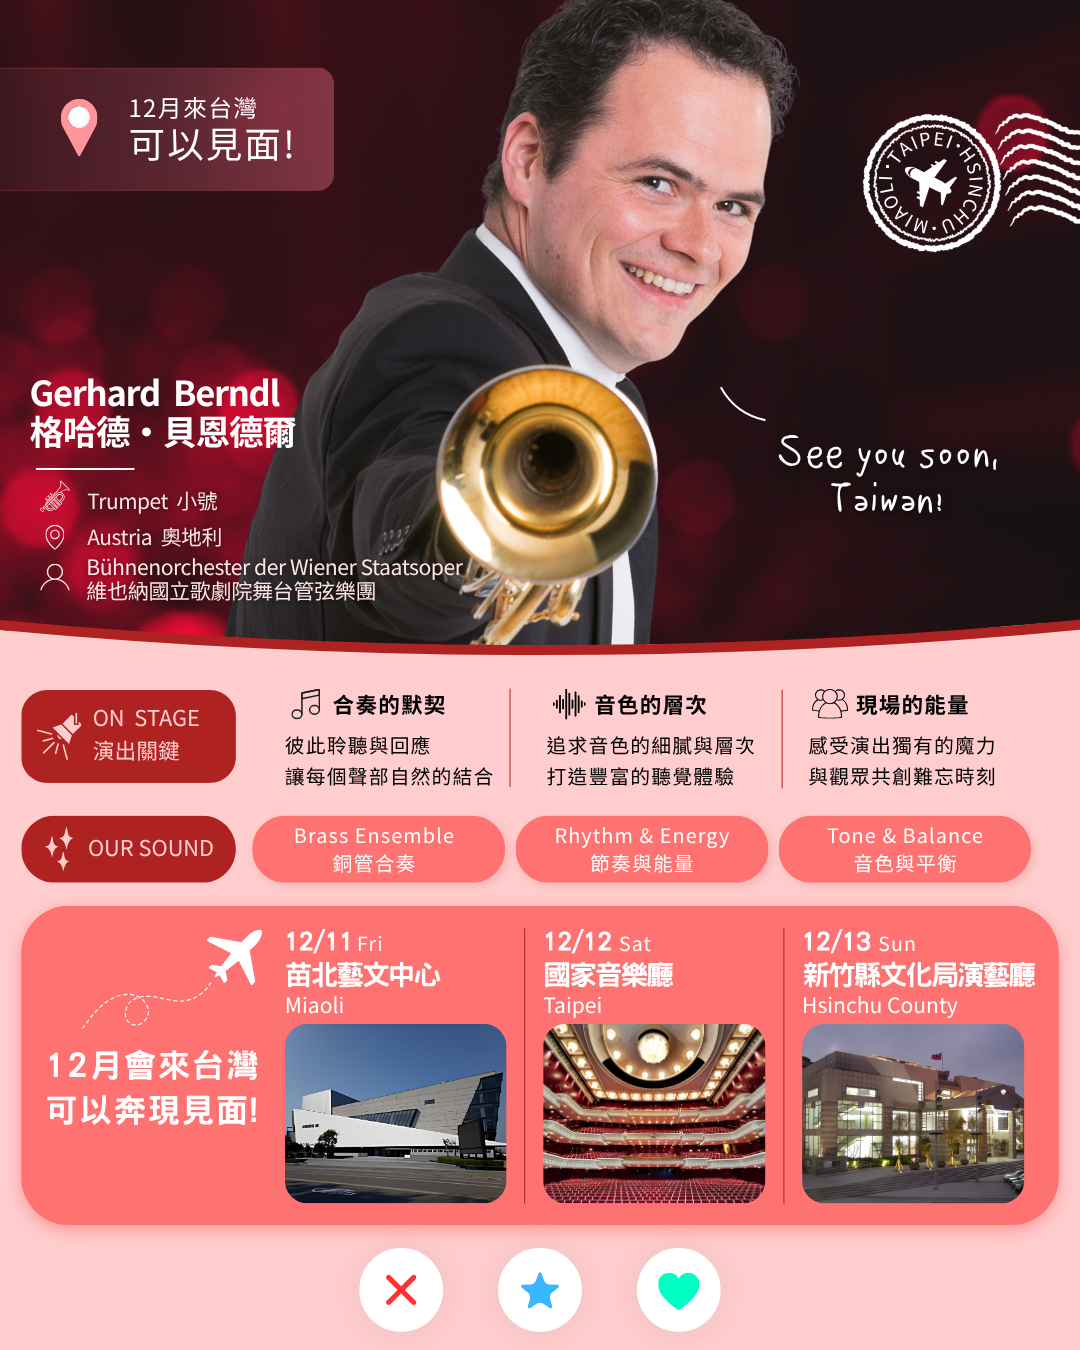 12月來台灣
可以見面!
TAIPEI · HSINCHU · MIAOLI ·
Gerhard Berndl
格哈德・貝恩德爾
Trumpet 小號
Austria 奧地利
Bühnenorchester der Wiener Staatsoper
維也納國立歌劇院舞台管弦樂團
See you soon,
Taiwan!
ON STAGE
演出關鍵
合奏的默契
彼此聆聽與回應
讓每個聲部自然的結合
音色的層次
追求音色的細膩與層次
打造豐富的聽覺體驗
現場的能量
感受演出獨有的魔力
與觀眾共創難忘時刻
OUR SOUND
Brass Ensemble
銅管合奏
Rhythm & Energy
節奏與能量
Tone & Balance
音色與平衡
12月會來台灣
可以奔現見面!
12/11 Fri
苗北藝文中心
Miaoli
12/12 Sat
國家音樂廳
Taipei
12/13 Sun
新竹縣文化局演藝廳
Hsinchu County